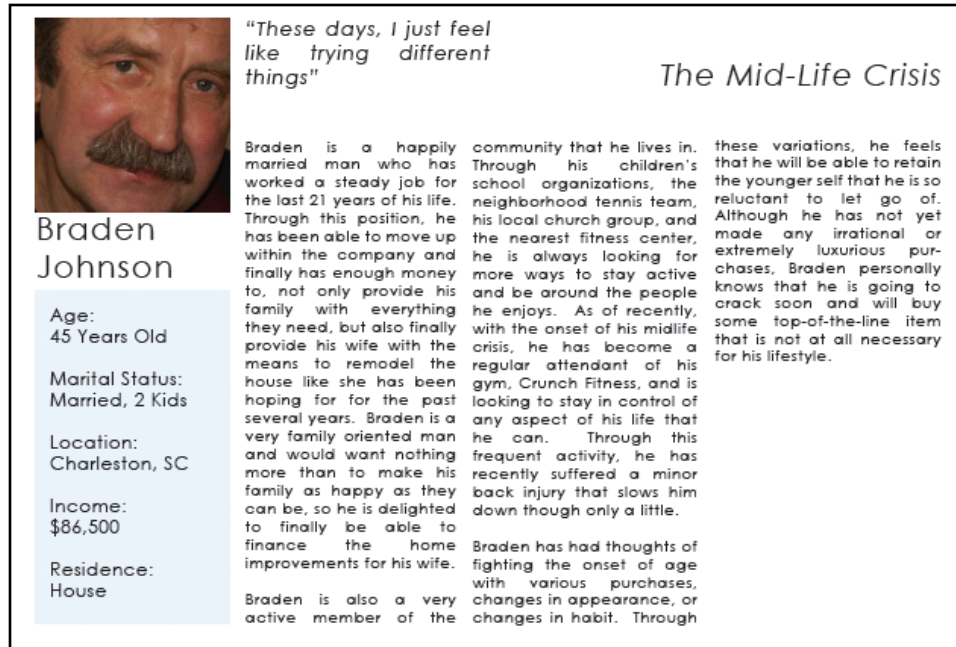 “These days, I just feel
like trying different
things”
The Mid-Life Crisis
Braden
Johnson
Age:
45 Years Old
Marital Status:
Married, 2 Kids
Location:
Charleston, SC
Income:
$86,500
Residence:
House
Braden is a happily
married man who has
worked a steady job for
the last 21 years of his life.
Through this position, he
has been able to move up
within the company and
finally has enough money
to, not only provide his
family with everything
they need, but also finally
provide his wife with the
means to remodel the
house like she has been
hoping for for the past
several years. Braden is a
very family oriented man
and would want nothing
more than to make his
family as happy as they
can be, so he is delighted
to finally be able to
finance the home
improvements for his wife.
Braden is also a very
active member of the
community that he lives in.
Through his children’s
school organizations, the
neighborhood tennis team,
his local church group, and
the nearest fitness center,
he is always looking for
more ways to stay active
and be around the people
he enjoys. As of recently,
with the onset of his midlife
crisis, he has become a
regular attendant of his
gym, Crunch Fitness, and is
looking to stay in control of
any aspect of his life that
he can. Through this
frequent activity, he has
recently suffered a minor
back injury that slows him
down though only a little.
Braden has had thoughts of
fighting the onset of age
with various purchases,
changes in appearance, or
changes in habit. Through
these variations, he feels
that he will be able to retain
the younger self that he is so
reluctant to let go of.
Although he has not yet
made any irrational or
extremely luxurious pur-
chases, Braden personally
knows that he is going to
crack soon and will buy
some top-of-the-line item
that is not at all necessary
for his lifestyle.